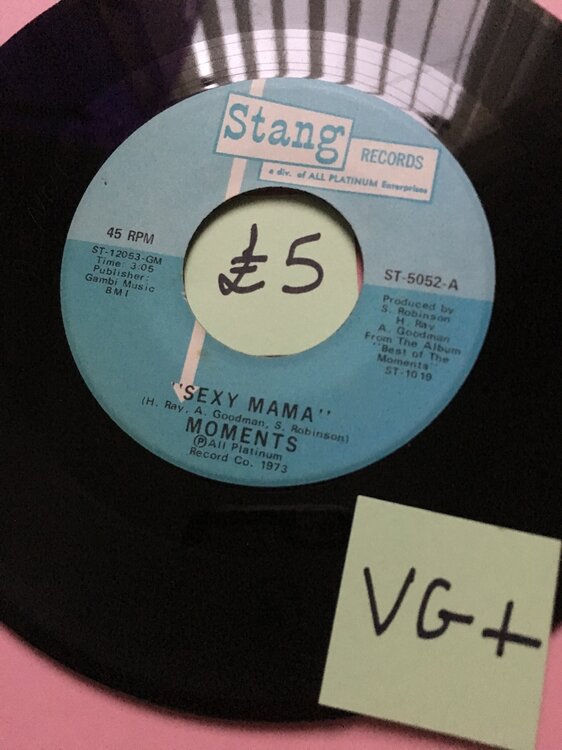 Stang
RECORDS
a div. of ALL PLATINUM Enterprises
45 RPM
ST-12053-GM
Time: 3:05
Publisher:
Gambi Music
BMI
£5
ST-5052-A
Produced by
S. Robinson
H. Ray
A. Goodman
From The Album
"Best of The
Moments"
ST-1019
"SEXY MAMA"
(H. Ray, A. Goodman, S. Robinson)
MOMENTS
Ⓟ All Platinum
Record Co. 1973
VG+